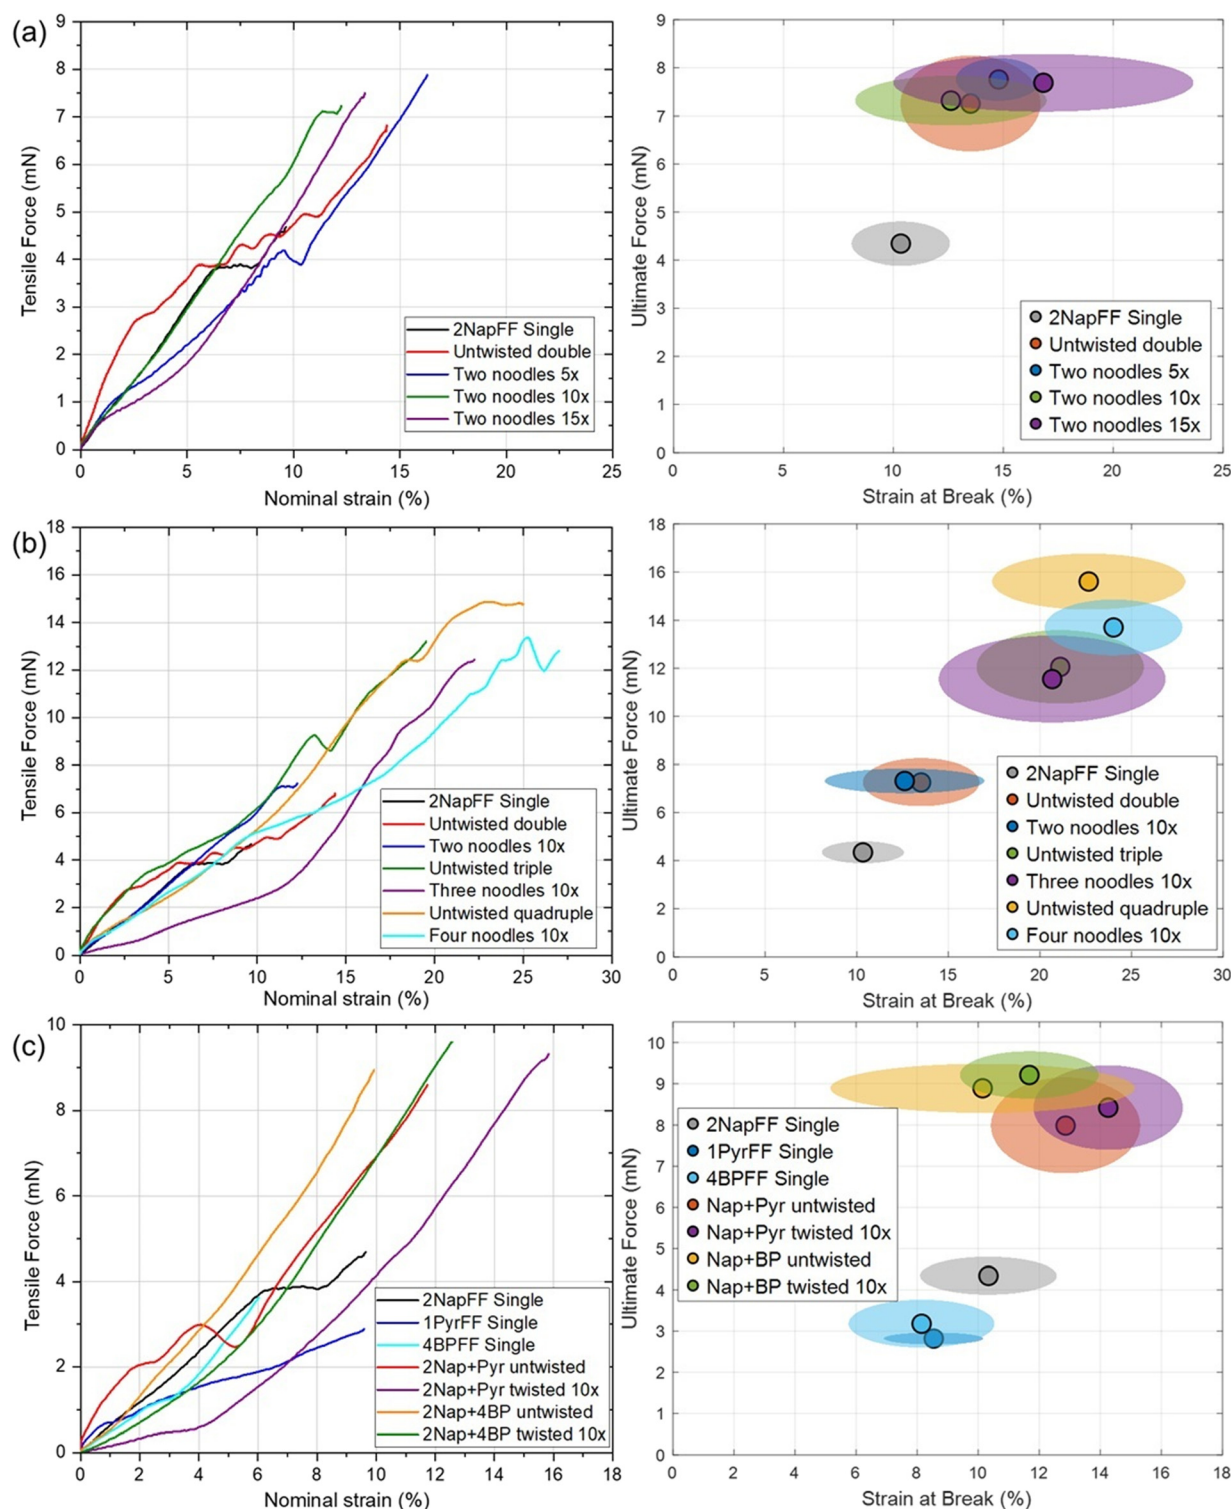 (a)
Tensile Force (mN)
9
8
7
6
5
4
3
2
1
0
2NapFF Single
Untwisted double
Two noodles 5x
Two noodles 10x
Two noodles 15x
0 5 10 15 20 25
Nominal strain (%)
Ultimate Force (mN)
9
8
7
6
5
4
3
2
1
0
2NapFF Single
Untwisted double
Two noodles 5x
Two noodles 10x
Two noodles 15x
0 5 10 15 20 25
Strain at Break (%)
(b)
Tensile Force (mN)
18
16
14
12
10
8
6
4
2
0
2NapFF Single
Untwisted double
Two noodles 10x
Untwisted triple
Three noodles 10x
Untwisted quadruple
Four noodles 10x
0 5 10 15 20 25 30
Nominal strain (%)
Ultimate Force (mN)
18
16
14
12
10
8
6
4
2
0
2NapFF Single
Untwisted double
Two noodles 10x
Untwisted triple
Three noodles 10x
Untwisted quadruple
Four noodles 10x
0 5 10 15 20 25 30
Strain at Break (%)
(c)
Tensile Force (mN)
10
8
6
4
2
0
2NapFF Single
1PyrFF Single
4BPFF Single
2Nap+Pyr untwisted
2Nap+Pyr twisted 10x
2Nap+4BP untwisted
2Nap+4BP twisted 10x
0 2 4 6 8 10 12 14 16 18
Nominal strain (%)
Ultimate Force (mN)
10
9
8
7
6
5
4
3
2
1
0
2NapFF Single
1PyrFF Single
4BPFF Single
Nap+Pyr untwisted
Nap+Pyr twisted 10x
Nap+BP untwisted
Nap+BP twisted 10x
0 2 4 6 8 10 12 14 16 18
Strain at Break (%)